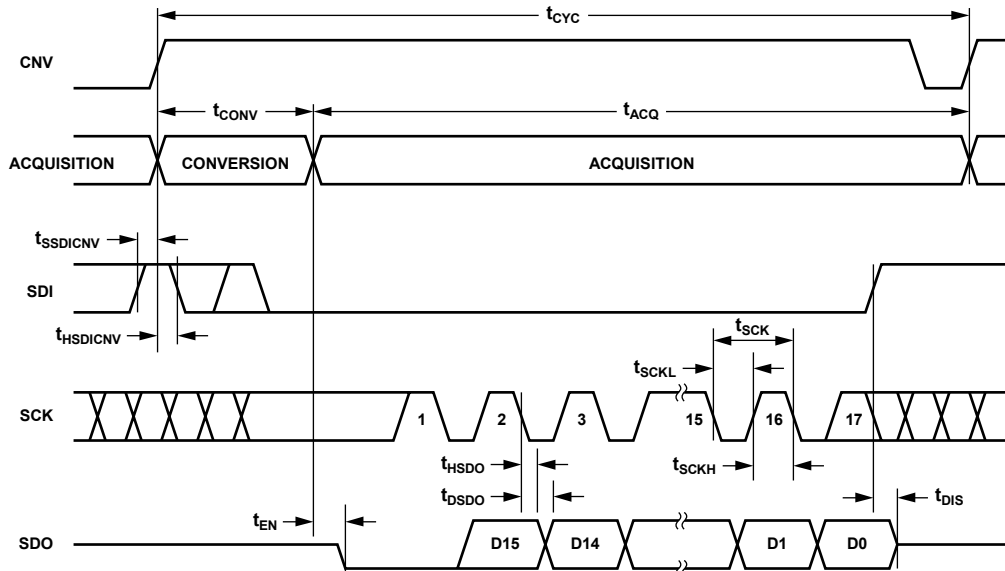 tCYC
CNV
tCONV
tACQ
ACQUISITION
CONVERSION
ACQUISITION
tSSDICNV
SDI
tHSDICNV
tSCK
tSCKL
SCK
1
2
3
15
16
17
tHSDO
tSCKH
tDSDO
tEN
tDIS
SDO
D15
D14
D1
D0